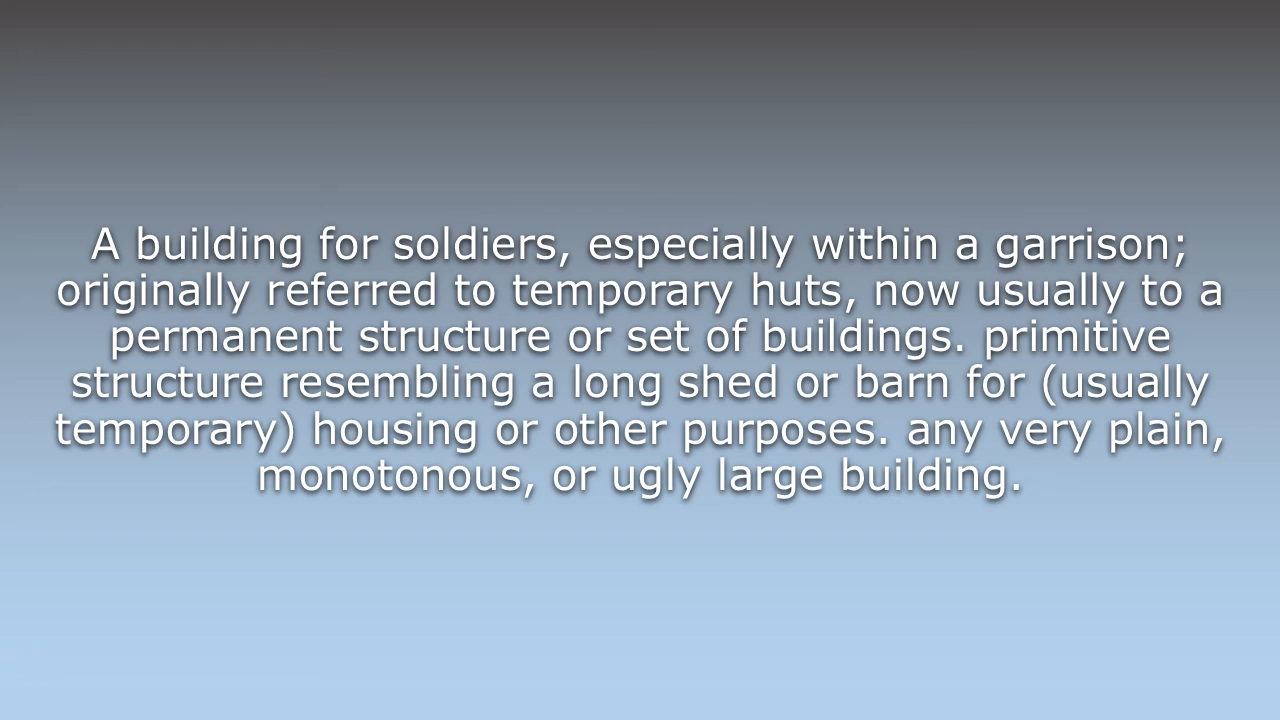 A building for soldiers, especially within a garrison;
originally referred to temporary huts, now usually to a
permanent structure or set of buildings. primitive
structure resembling a long shed or barn for (usually
temporary) housing or other purposes. any very plain,
monotonous, or ugly large building.